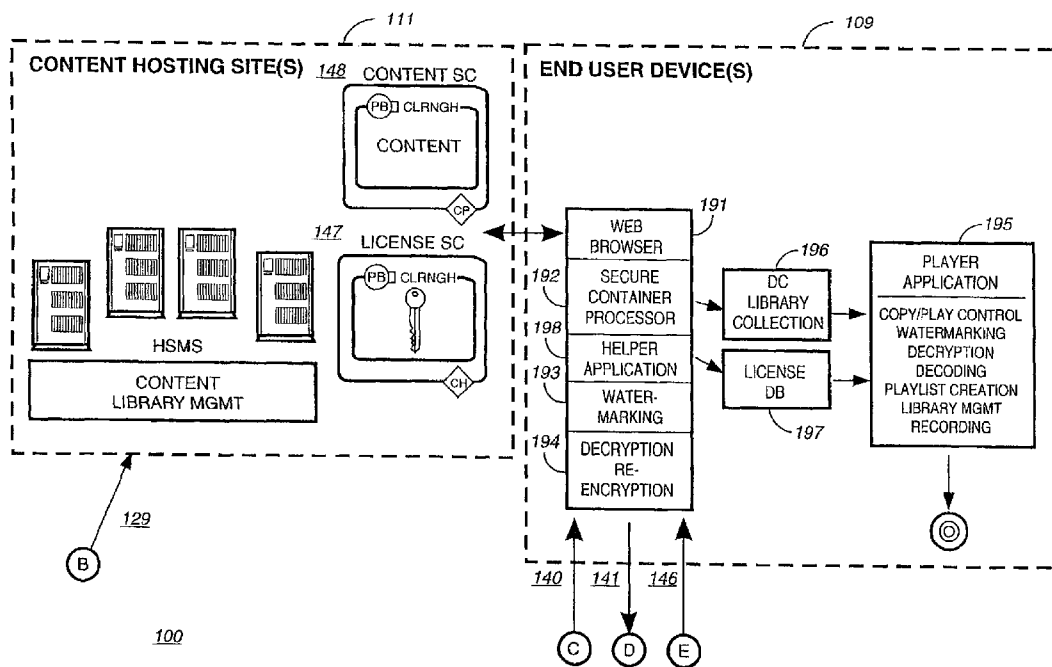 111
109
CONTENT HOSTING SITE(S)
148
CONTENT SC
PB
CLRNGH
CONTENT
CP
147
LICENSE SC
PB
CLRNGH
CH
HSMS
CONTENT
LIBRARY MGMT
129
B
100
END USER DEVICE(S)
191
WEB
BROWSER
192
SECURE
CONTAINER
PROCESSOR
198
HELPER
APPLICATION
193
WATER-
MARKING
194
DECRYPTION
RE-
ENCRYPTION
196
DC
LIBRARY
COLLECTION
LICENSE
DB
197
195
PLAYER
APPLICATION
COPY/PLAY CONTROL
WATERMARKING
DECRYPTION
DECODING
PLAYLIST CREATION
LIBRARY MGMT
RECORDING
140
141
146
C
D
E